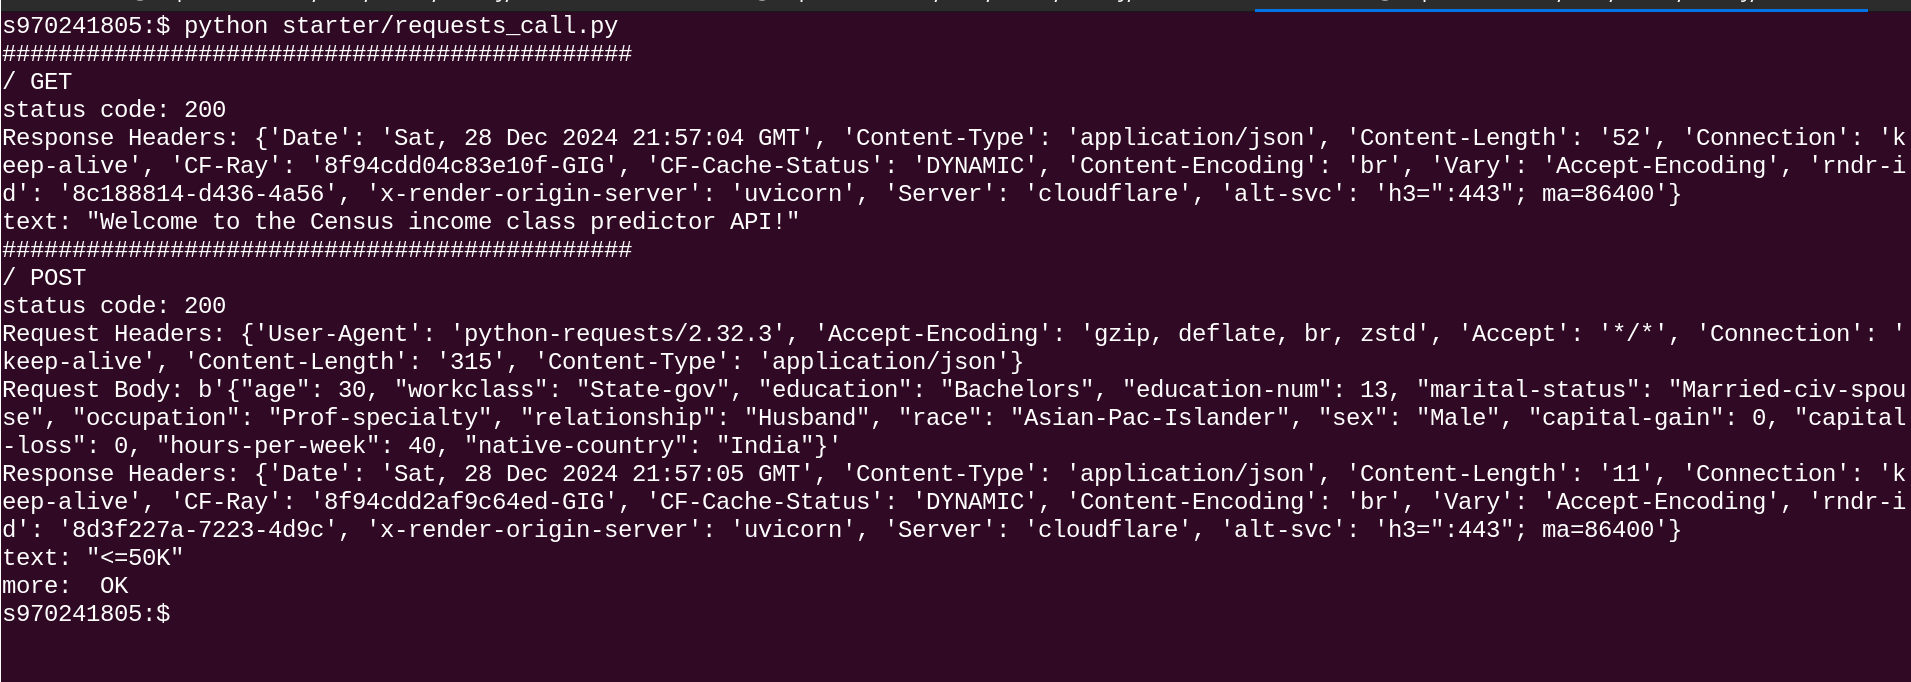 s970241805:$ python starter/requests_call.py
#############################################
/ GET
status code: 200
Response Headers: {'Date': 'Sat, 28 Dec 2024 21:57:04 GMT', 'Content-Type': 'application/json', 'Content-Length': '52', 'Connection': 'k
eep-alive', 'CF-Ray': '8f94cdd04c83e10f-GIG', 'CF-Cache-Status': 'DYNAMIC', 'Content-Encoding': 'br', 'Vary': 'Accept-Encoding', 'rndr-i
d': '8c188814-d436-4a56', 'x-render-origin-server': 'uvicorn', 'Server': 'cloudflare', 'alt-svc': 'h3=":443"; ma=86400'}
text: "Welcome to the Census income class predictor API!"
#############################################
/ POST
status code: 200
Request Headers: {'User-Agent': 'python-requests/2.32.3', 'Accept-Encoding': 'gzip, deflate, br, zstd', 'Accept': '*/*', 'Connection': '
keep-alive', 'Content-Length': '315', 'Content-Type': 'application/json'}
Request Body: b'{"age": 30, "workclass": "State-gov", "education": "Bachelors", "education-num": 13, "marital-status": "Married-civ-spou
se", "occupation": "Prof-specialty", "relationship": "Husband", "race": "Asian-Pac-Islander", "sex": "Male", "capital-gain": 0, "capital
-loss": 0, "hours-per-week": 40, "native-country": "India"}'
Response Headers: {'Date': 'Sat, 28 Dec 2024 21:57:05 GMT', 'Content-Type': 'application/json', 'Content-Length': '11', 'Connection': 'k
eep-alive', 'CF-Ray': '8f94cdd2af9c64ed-GIG', 'CF-Cache-Status': 'DYNAMIC', 'Content-Encoding': 'br', 'Vary': 'Accept-Encoding', 'rndr-i
d': '8d3f227a-7223-4d9c', 'x-render-origin-server': 'uvicorn', 'Server': 'cloudflare', 'alt-svc': 'h3=":443"; ma=86400'}
text: "<=50K"
more:  OK
s970241805:$